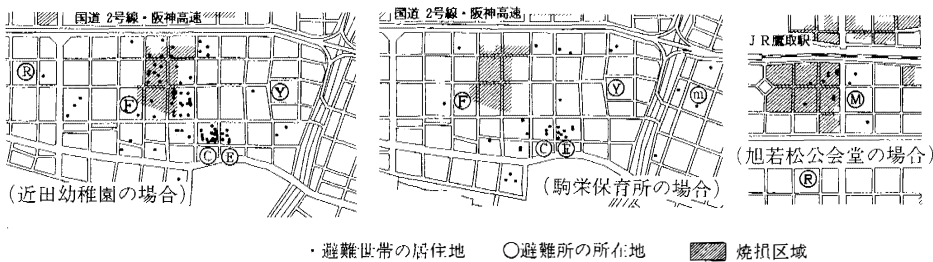 国道 2号線・阪神高速
Ⓡ
Ⓕ
Ⓨ
Ⓒ Ⓔ
(近田幼稚園の場合)
国道 2号線・阪神高速
Ⓕ
Ⓨ
ⓜ
Ⓒ Ⓔ
(駒栄保育所の場合)
JR鷹取駅
Ⓜ
(旭若松公会堂の場合)
Ⓡ
・避難世帯の居住地 ○避難所の所在地 焼損区域